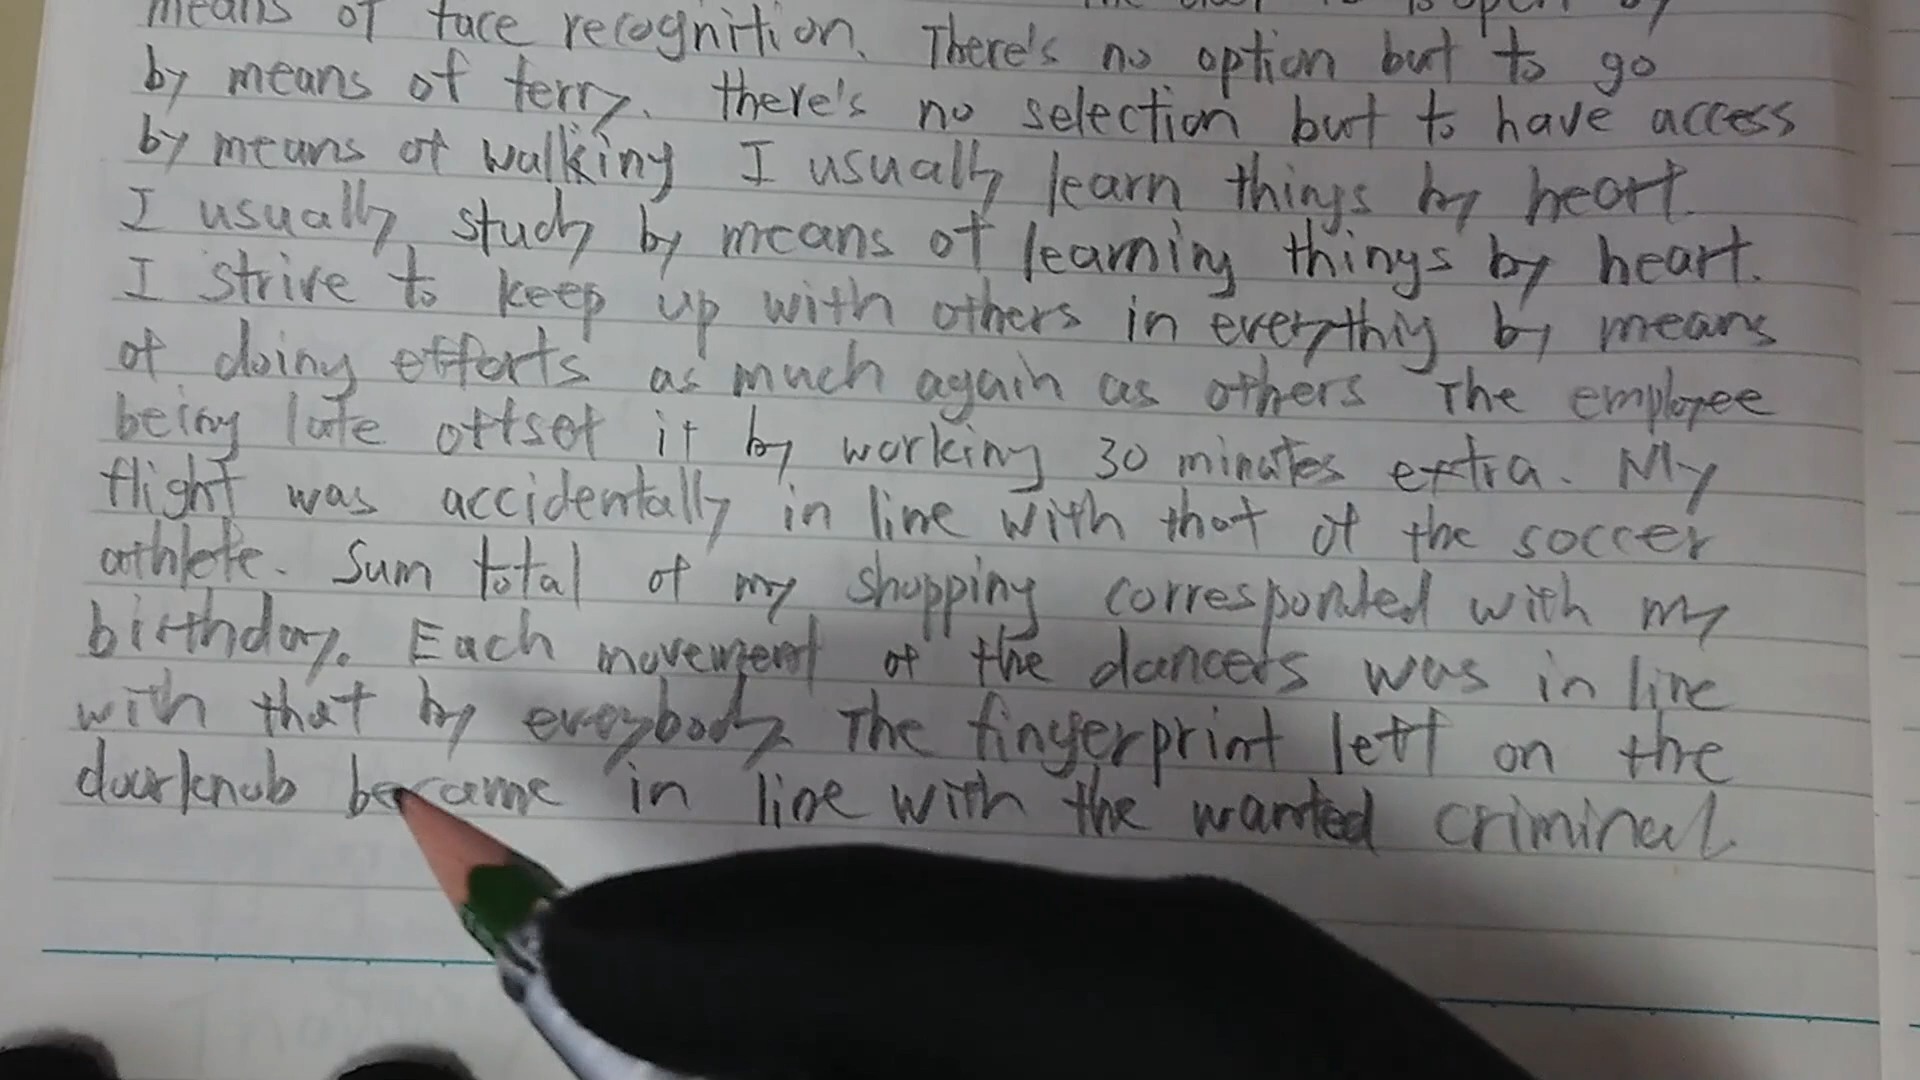 means of face recognition. There's no option but to go
by means of ferry. there's no selection but to have access
by means of walking I usually learn things by heart.
I usually study by means of learning things by heart.
I strive to keep up with others in everythig by means
of doing efforts as much again as others The employee
being late offset it by working 30 minutes extra. My
flight was accidentally in line with that of the soccer
athlete. Sum total of my shopping corresponded with my
birthday. Each movement of the dancers was in line
with that by everybody The fingerprint left on the
doorknob became in line with the wanted criminal.